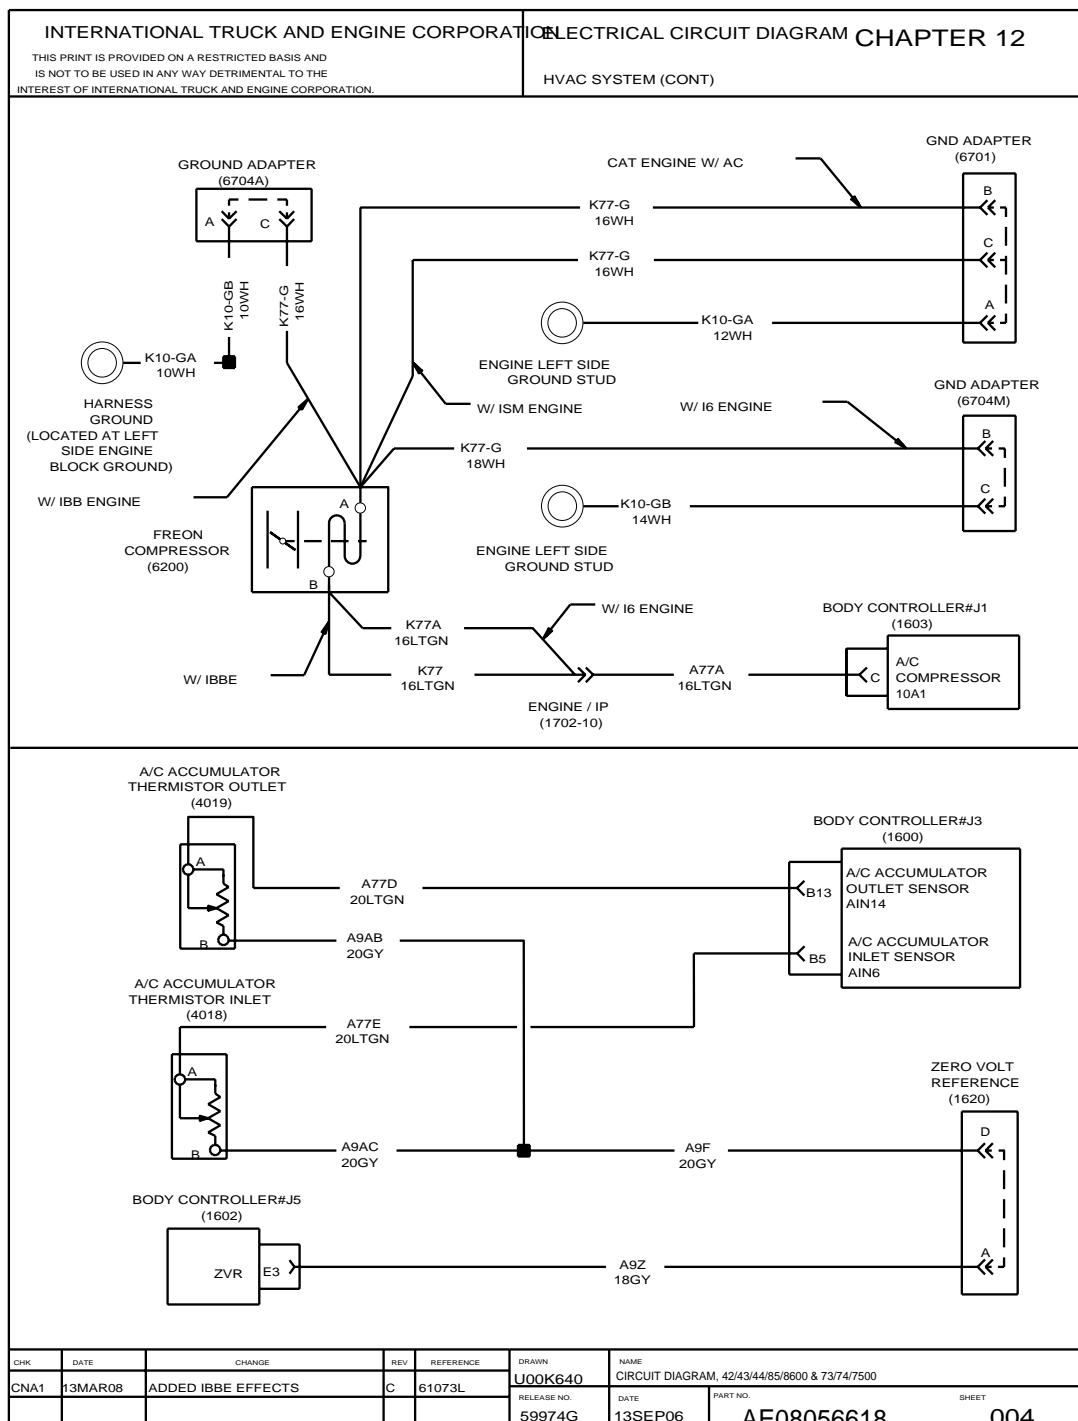 INTERNATIONAL TRUCK AND ENGINE CORPORATION
THIS PRINT IS PROVIDED ON A RESTRICTED BASIS AND
IS NOT TO BE USED IN ANY WAY DETRIMENTAL TO THE
INTEREST OF INTERNATIONAL TRUCK AND ENGINE CORPORATION.
ELECTRICAL CIRCUIT DIAGRAM
CHAPTER 12
HVAC SYSTEM (CONT)
GROUND ADAPTER
(6704A)
A
C
K10-GB
10WH
K77-G
16WH
K10-GA
10WH
HARNESS
GROUND
(LOCATED AT LEFT
SIDE ENGINE
BLOCK GROUND)
W/ IBB ENGINE
CAT ENGINE W/ AC
K77-G
16WH
K77-G
16WH
K10-GA
12WH
ENGINE LEFT SIDE
GROUND STUD
GND ADAPTER
(6701)
B
C
A
W/ ISM ENGINE
W/ I6 ENGINE
K77-G
18WH
K10-GB
14WH
ENGINE LEFT SIDE
GROUND STUD
GND ADAPTER
(6704M)
B
C
FREON
COMPRESSOR
(6200)
A
B
W/ IBBE
K77A
16LTGN
W/ I6 ENGINE
K77
16LTGN
ENGINE / IP
(1702-10)
A77A
16LTGN
BODY CONTROLLER#J1
(1603)
C
A/C
COMPRESSOR
10A1
A/C ACCUMULATOR
THERMISTOR OUTLET
(4019)
A
B
A77D
20LTGN
A9AB
20GY
BODY CONTROLLER#J3
(1600)
B13
A/C ACCUMULATOR
OUTLET SENSOR
AIN14
B5
A/C ACCUMULATOR
INLET SENSOR
AIN6
A/C ACCUMULATOR
THERMISTOR INLET
(4018)
A
B
A77E
20LTGN
A9AC
20GY
A9F
20GY
ZERO VOLT
REFERENCE
(1620)
D
A
BODY CONTROLLER#J5
(1602)
ZVR
E3
A9Z
18GY
CHK DATE CHANGE REV REFERENCE
CNA1 13MAR08 ADDED IBBE EFFECTS C 61073L
DRAWN
U00K640
NAME
CIRCUIT DIAGRAM, 42/43/44/85/8600 & 73/74/7500
RELEASE NO.
59974G
DATE
13SEP06
PART NO.
AE08056618
SHEET
004